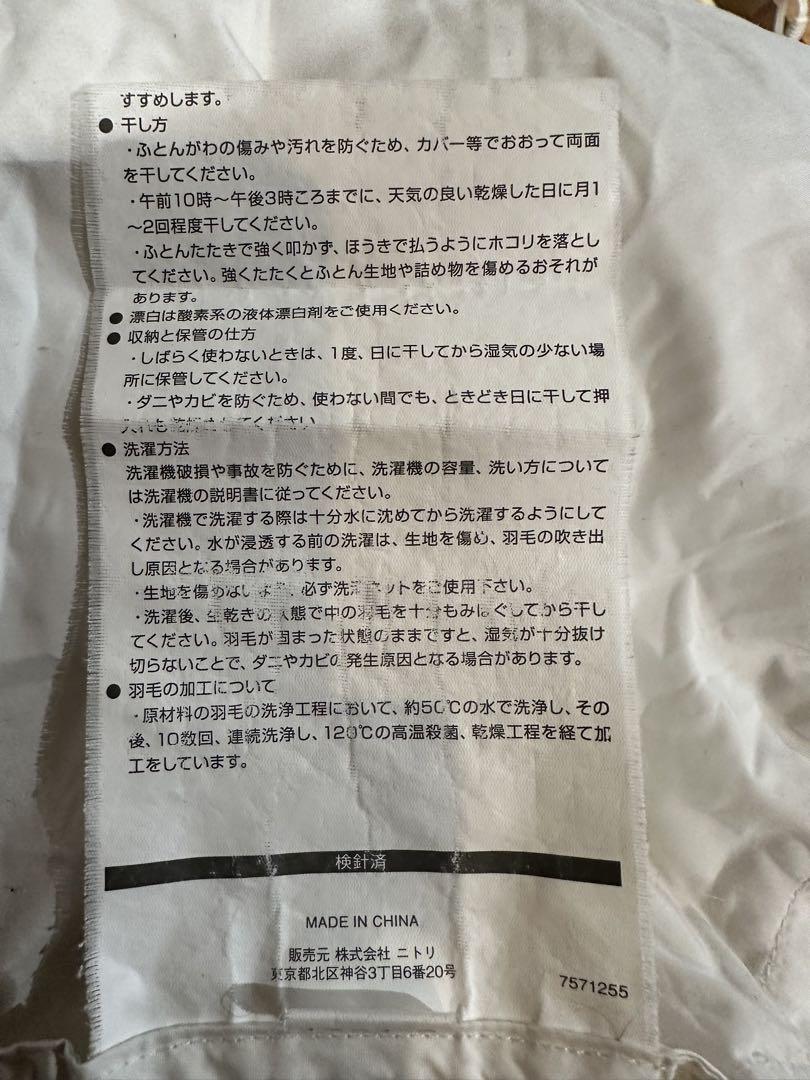 すすめします。
● 干し方
・ふとんがわの傷みや汚れを防ぐため、カバー等でおおって両面
を干してください。
・午前10時～午後3時ころまでに、天気の良い乾燥した日に月1
～2回程度干してください。
・ふとんたたきで強く叩かず、ほうきで払うようにホコリを落とし
てください。強くたたくとふとん生地や詰め物を傷めるおそれが
あります。
● 漂白は酸素系の液体漂白剤をご使用ください。
● 収納と保管の仕方
・しばらく使わないときは、1度、日に干してから湿気の少ない場
所に保管してください。
・ダニやカビを防ぐため、使わない間でも、ときどき日に干して押
入れも乾燥させてください
● 洗濯方法
洗濯機破損や事故を防ぐために、洗濯機の容量、洗い方について
は洗濯機の説明書に従ってください。
・洗濯機で洗濯する際は十分水に沈めてから洗濯するようにして
ください。水が浸透する前の洗濯は、生地を傷め、羽毛の吹き出
し原因となる場合があります。
・生地を傷めないよう、必ず洗濯ネットをご使用下さい。
・洗濯後、生乾きの状態で中の羽毛を十分もみほぐしてから干し
てください。羽毛が固まった状態のままですと、湿気が十分抜け
切らないことで、ダニやカビの発生原因となる場合があります。
● 羽毛の加工について
・原材料の羽毛の洗浄工程において、約50℃の水で洗浄し、その
後、10数回、連続洗浄し、120℃の高温殺菌、乾燥工程を経て加
工をしています。
検針済
MADE IN CHINA
販売元 株式会社 ニトリ
東京都北区神谷3丁目6番20号
7571255